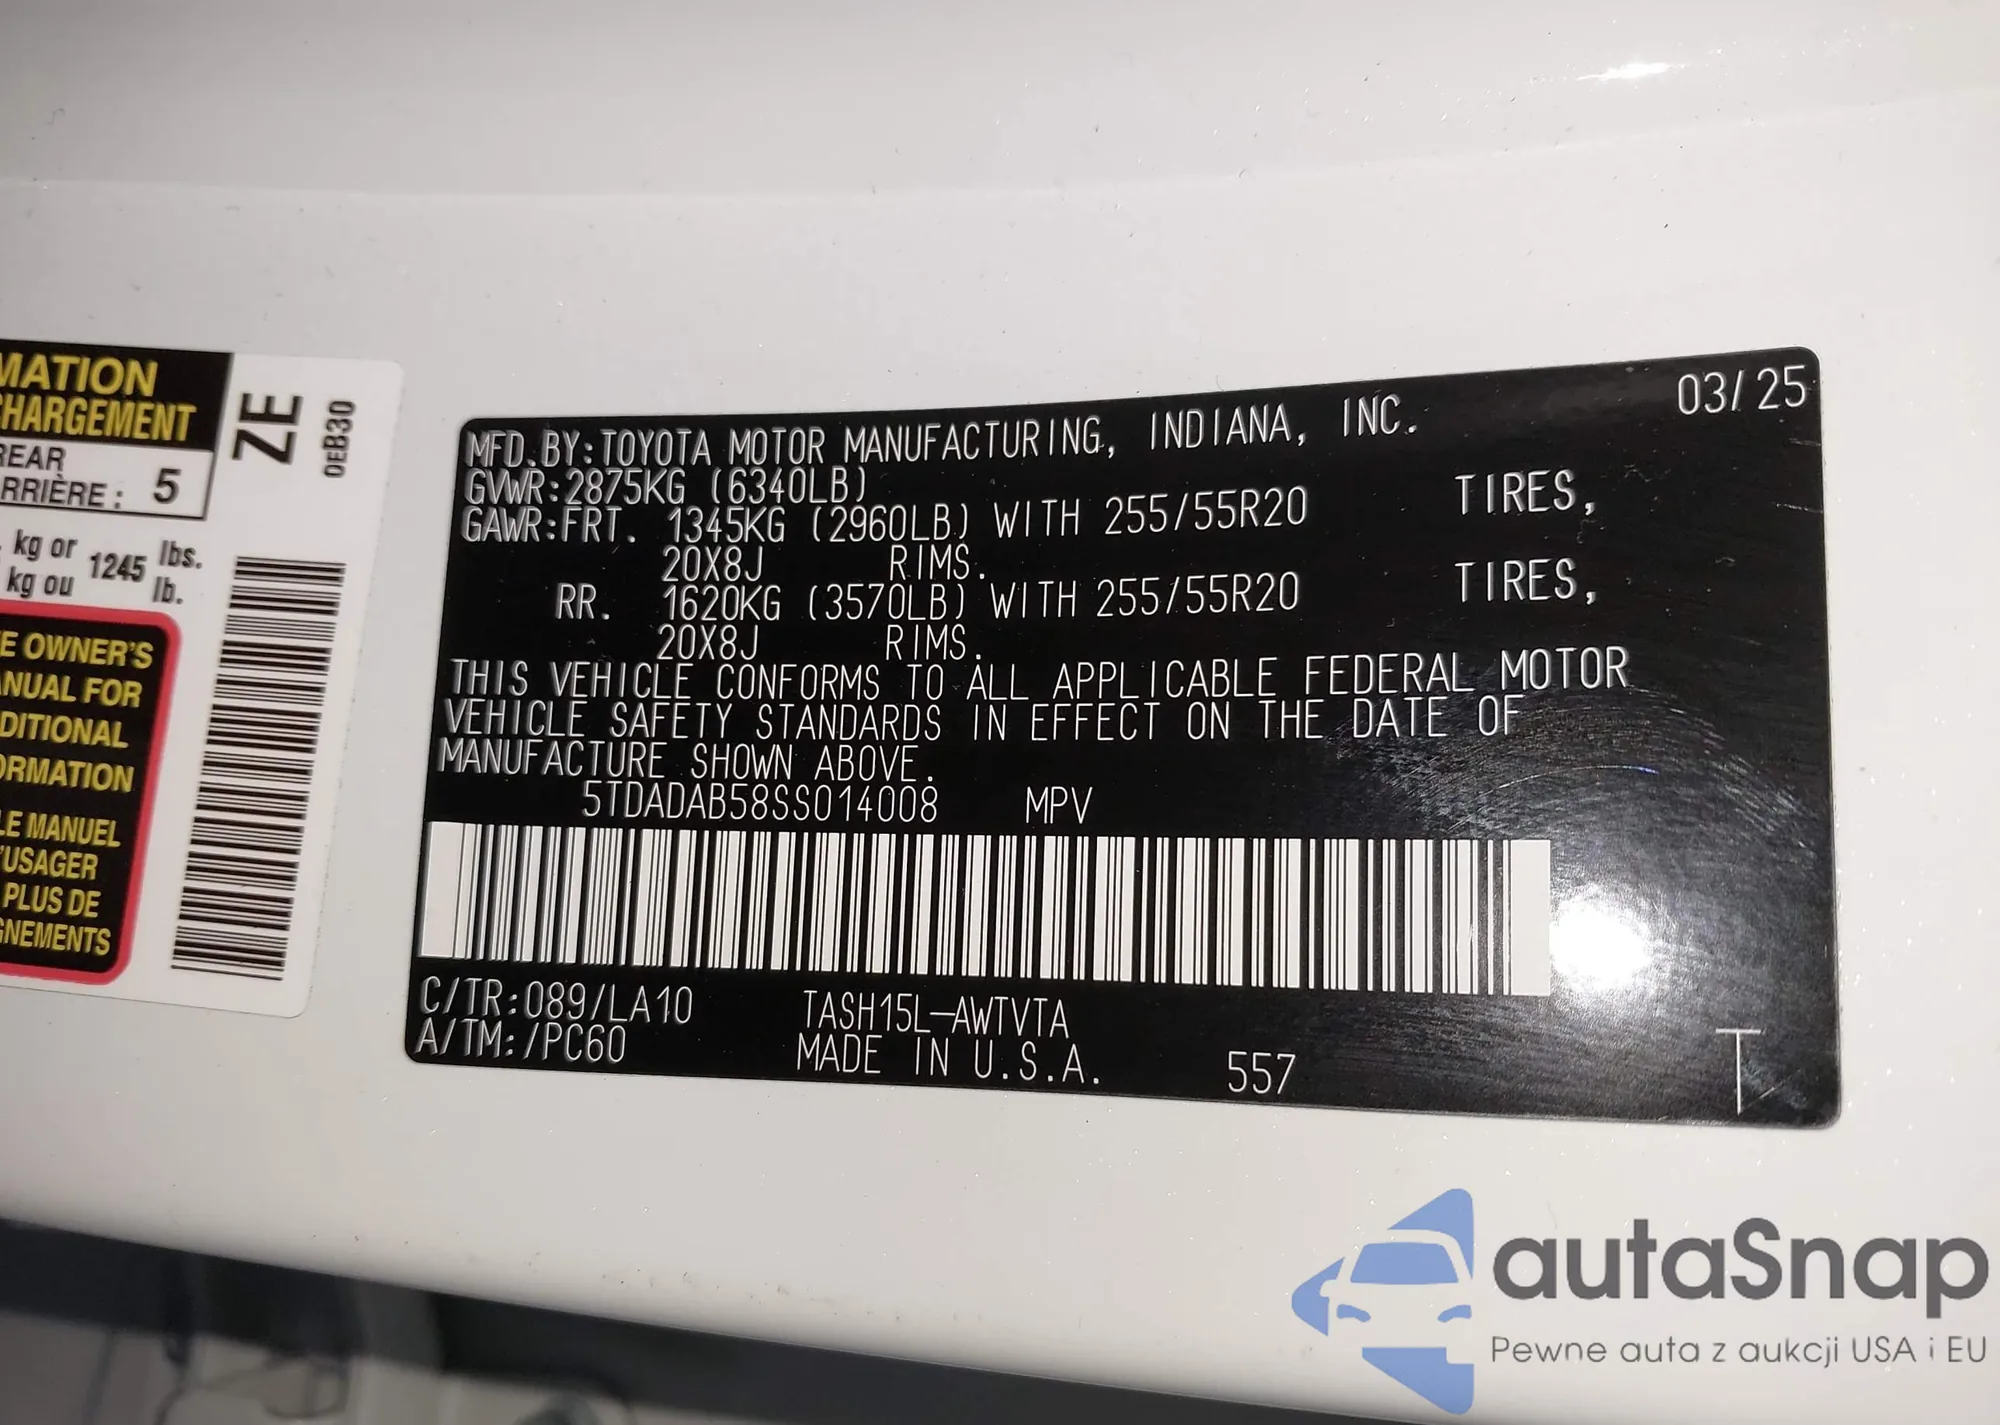 MATION
CHARGEMENT
REAR
ARRIÈRE : 5
kg or 1245 lbs.
kg ou lb.
OWNER'S
ANUAL FOR
DITIONAL
ORMATION
LE MANUEL
'USAGER
PLUS DE
GNEMENTS
ZE
0EB30
03/25
MFD.BY:TOYOTA MOTOR MANUFACTURING, INDIANA, INC.
GVWR:2875KG (6340LB)
GAWR:FRT. 1345KG (2960LB) WITH 255/55R20 TIRES,
20X8J RIMS.
RR. 1620KG (3570LB) WITH 255/55R20 TIRES,
20X8J RIMS.
THIS VEHICLE CONFORMS TO ALL APPLICABLE FEDERAL MOTOR
VEHICLE SAFETY STANDARDS IN EFFECT ON THE DATE OF
MANUFACTURE SHOWN ABOVE.
5TDADAB58SS014008 MPV
C/TR:089/LA10 TASH15L-AWTVTA
A/TM:/PC60 MADE IN U.S.A. 557
T
autaSnap
Pewne auta z aukcji USA i EU